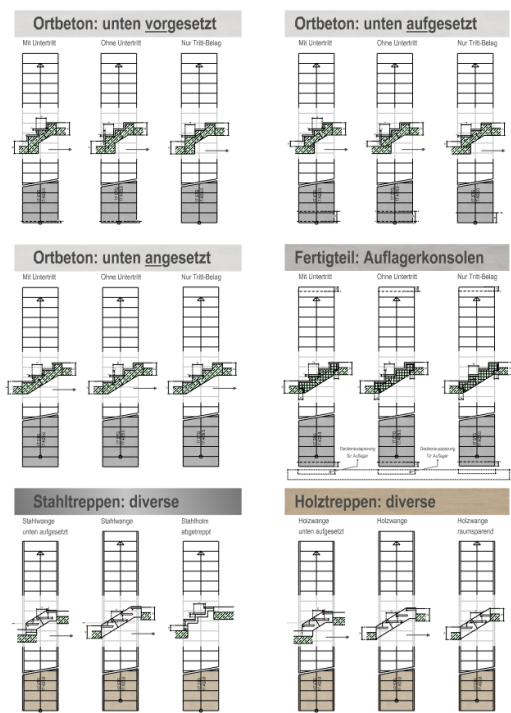 Ortbeton: unten vorgesetzt
Mit Untertritt
Ohne Untertritt
Nur Tritt-Belag
Ortbeton: unten aufgesetzt
Mit Untertritt
Ohne Untertritt
Nur Tritt-Belag
Ortbeton: unten angesetzt
Mit Untertritt
Ohne Untertritt
Nur Tritt-Belag
Fertigteil: Auflagerkonsolen
Mit Untertritt
Ohne Untertritt
Nur Tritt-Belag
Deckenaussparung
für Auflager
Deckenaussparung
für Auflager
Stahltreppen: diverse
Stahlwange
unten aufgesetzt
Stahlwange
Stahlholm
abgetreppt
Holztreppen: diverse
Holzwange
unten aufgesetzt
Holzwange
Holzwange
raumsparend